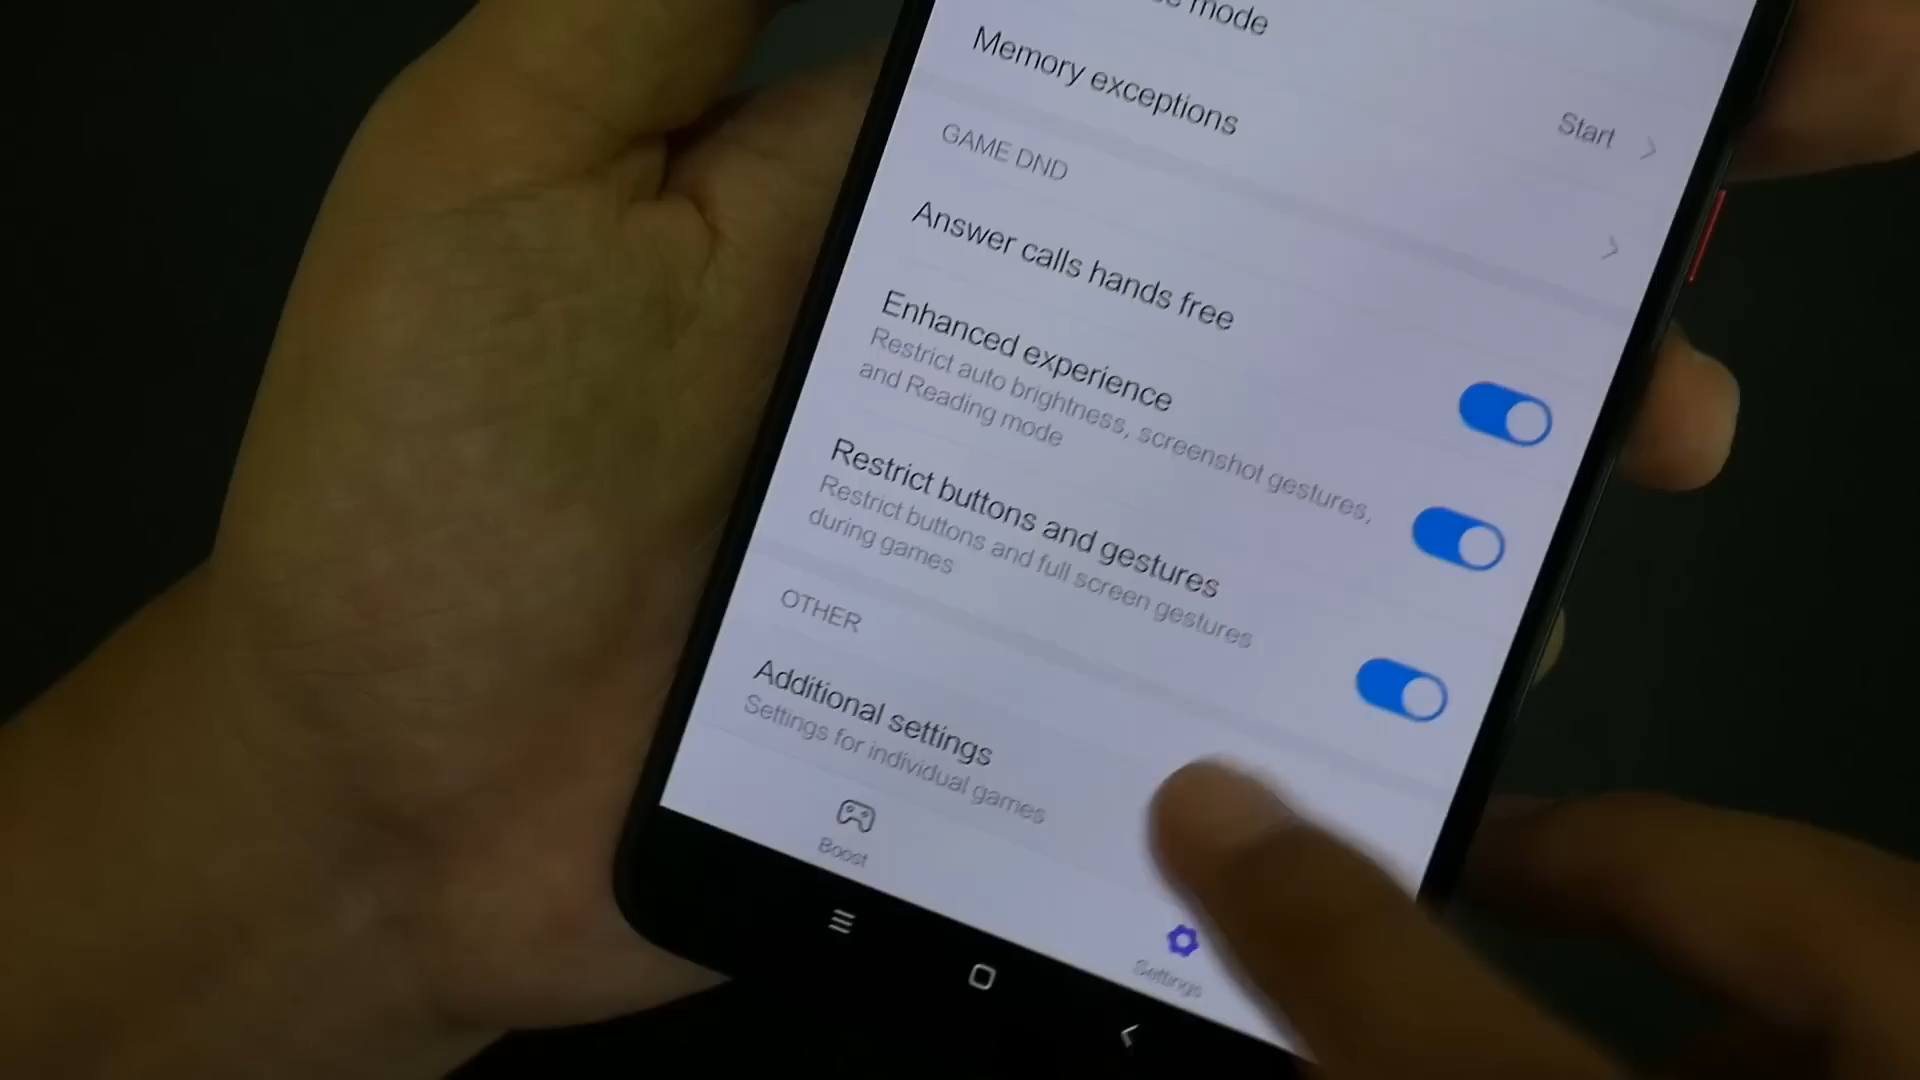 mode
Memory exceptions
Start
GAME DND
Answer calls hands free
Enhanced experience
Restrict auto brightness, screenshot gestures,
and Reading mode
Restrict buttons and gestures
Restrict buttons and full screen gestures
during games
OTHER
Additional settings
Settings for individual games
Boost
Settings